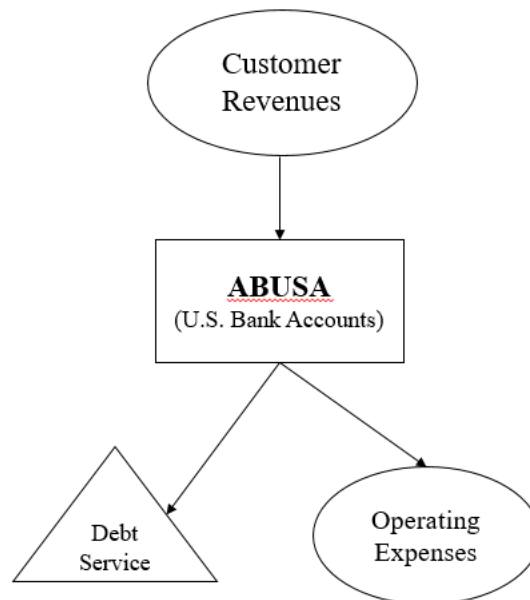 Customer
Revenues
ABUSA
(U.S. Bank Accounts)
Debt
Service
Operating
Expenses